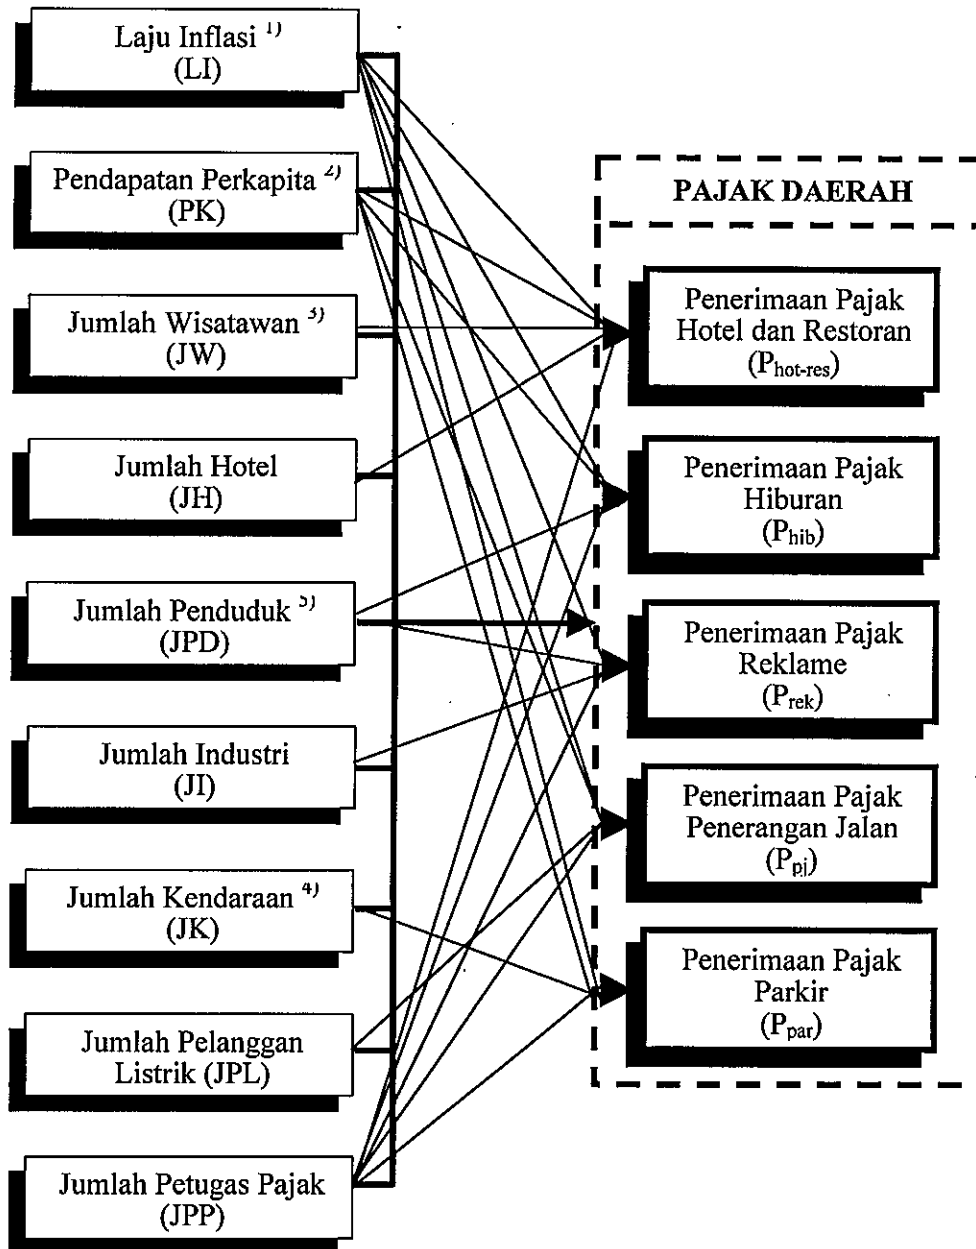 Laju Inflasi ¹⁾
(LI)
Pendapatan Perkapita ²⁾
(PK)
Jumlah Wisatawan ³⁾
(JW)
Jumlah Hotel
(JH)
Jumlah Penduduk ⁵⁾
(JPD)
Jumlah Industri
(JI)
Jumlah Kendaraan ⁴⁾
(JK)
Jumlah Pelanggan
Listrik (JPL)
Jumlah Petugas Pajak
(JPP)
PAJAK DAERAH
Penerimaan Pajak
Hotel dan Restoran
(Phot-res)
Penerimaan Pajak
Hiburan
(Phib)
Penerimaan Pajak
Reklame
(Prek)
Penerimaan Pajak
Penerangan Jalan
(Ppj)
Penerimaan Pajak
Parkir
(Ppar)